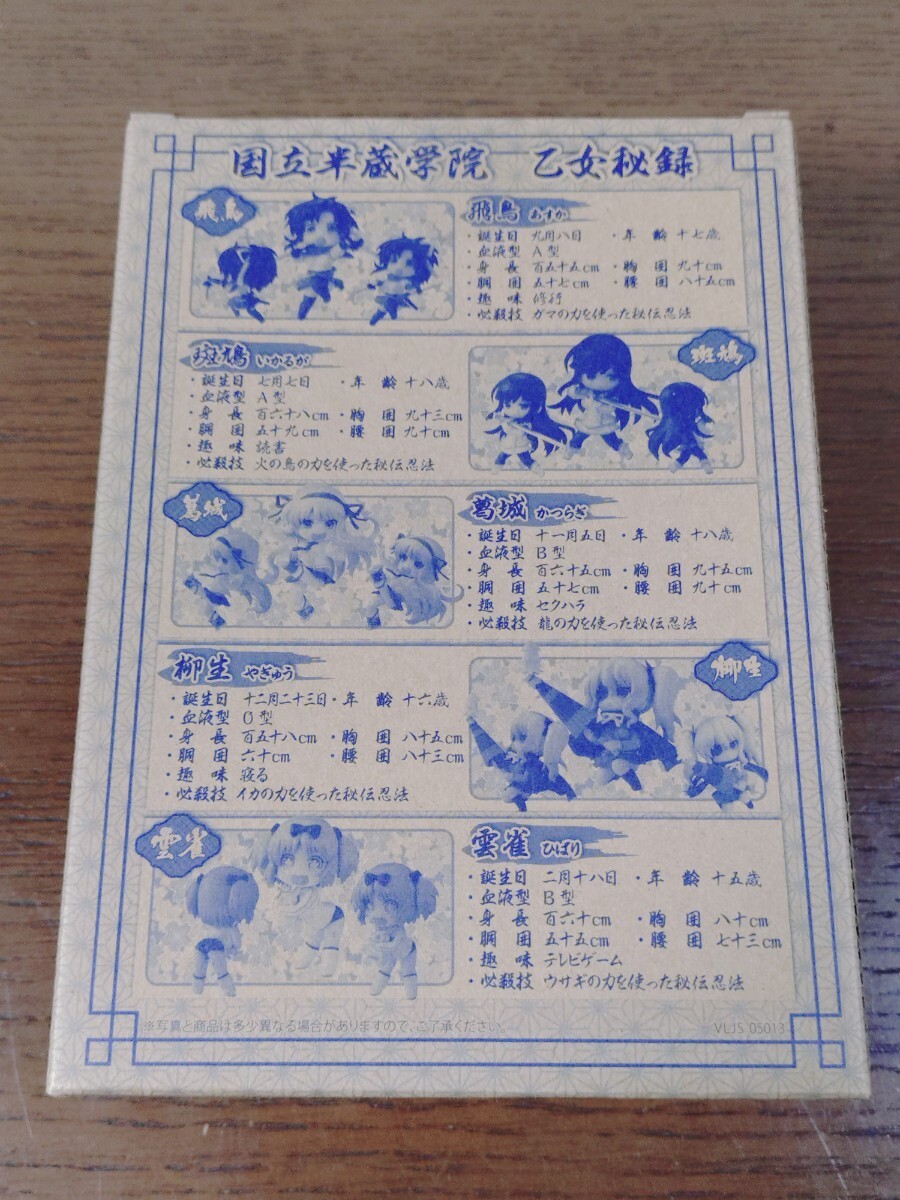 国立半蔵学院 乙女秘録
飛鳥
飛鳥 あすか
・誕生日 九月八日 ・年 齢 十七歳
・血液型 A型
・身 長 百五十五cm ・胸 囲 九十cm
・胴 囲 五十七cm ・腰 囲 八十五cm
・趣 味 修行
・必殺技 ガマの力を使った秘伝忍法
斑鳩 いかるが
斑鳩
・誕生日 七月七日 ・年 齢 十八歳
・血液型 A型
・身 長 百六十八cm ・胸 囲 九十三cm
・胴 囲 五十九cm ・腰 囲 九十cm
・趣 味 読書
・必殺技 火の鳥の力を使った秘伝忍法
葛城
葛城 かつらぎ
・誕生日 十一月五日 ・年 齢 十八歳
・血液型 B型
・身 長 百六十五cm ・胸 囲 九十五cm
・胴 囲 五十七cm ・腰 囲 九十cm
・趣 味 セクハラ
・必殺技 龍の力を使った秘伝忍法
柳生 やぎゅう
柳生
・誕生日 十二月二十三日 ・年 齢 十六歳
・血液型 O型
・身 長 百五十八cm ・胸 囲 八十五cm
・胴 囲 六十cm ・腰 囲 八十三cm
・趣 味 寝る
・必殺技 イカの力を使った秘伝忍法
雲雀
雲雀 ひばり
・誕生日 二月十八日 ・年 齢 十五歳
・血液型 B型
・身 長 百六十cm ・胸 囲 八十cm
・胴 囲 五十五cm ・腰 囲 七十三cm
・趣 味 テレビゲーム
・必殺技 ウサギの力を使った秘伝忍法
※写真と商品は多少異なる場合がありますので、ご了承ください。 VLJS 05013